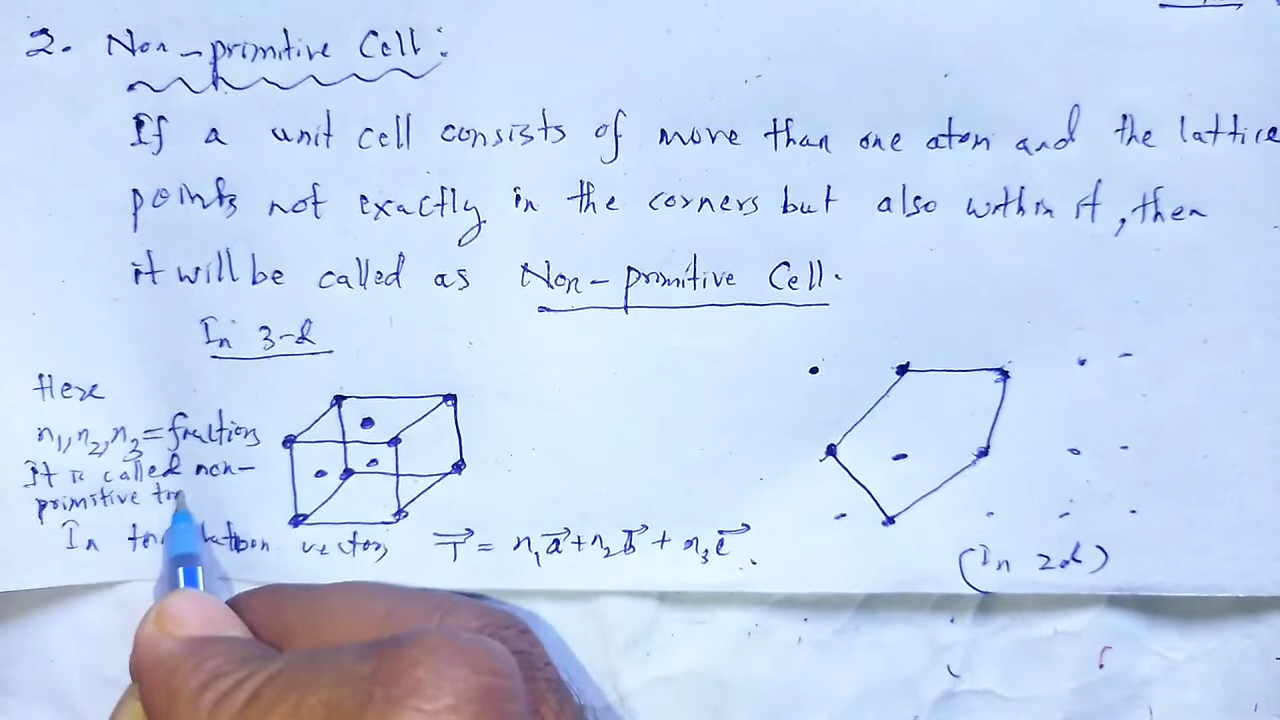 2. Non-primitive Cell:
If a unit cell consists of more than one atom and the lattice
points not exactly in the corners but also within it, then
it will be called as Non-primitive Cell.
In 3-d
Here
n₁, n₂, n₃ = fractions
It is called non-
primitive
In vector T⃗ = n₁a⃗ + n₂b⃗ + n₃c⃗.
(In 2d)